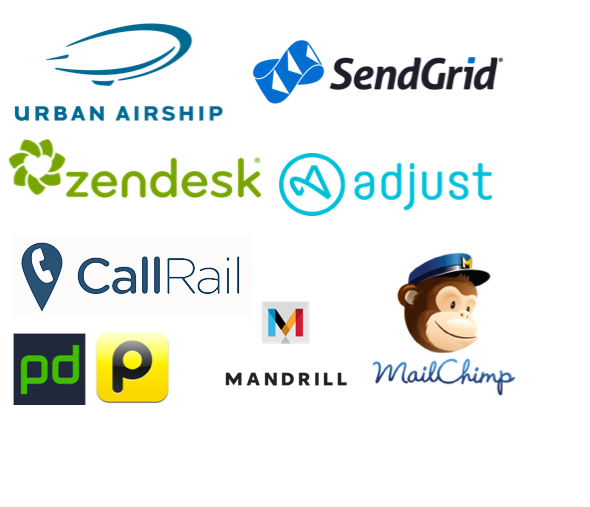 URBAN AIRSHIP
SendGrid
zendesk
adjust
CallRail
M
MANDRILL
M
MailChimp
pd
p